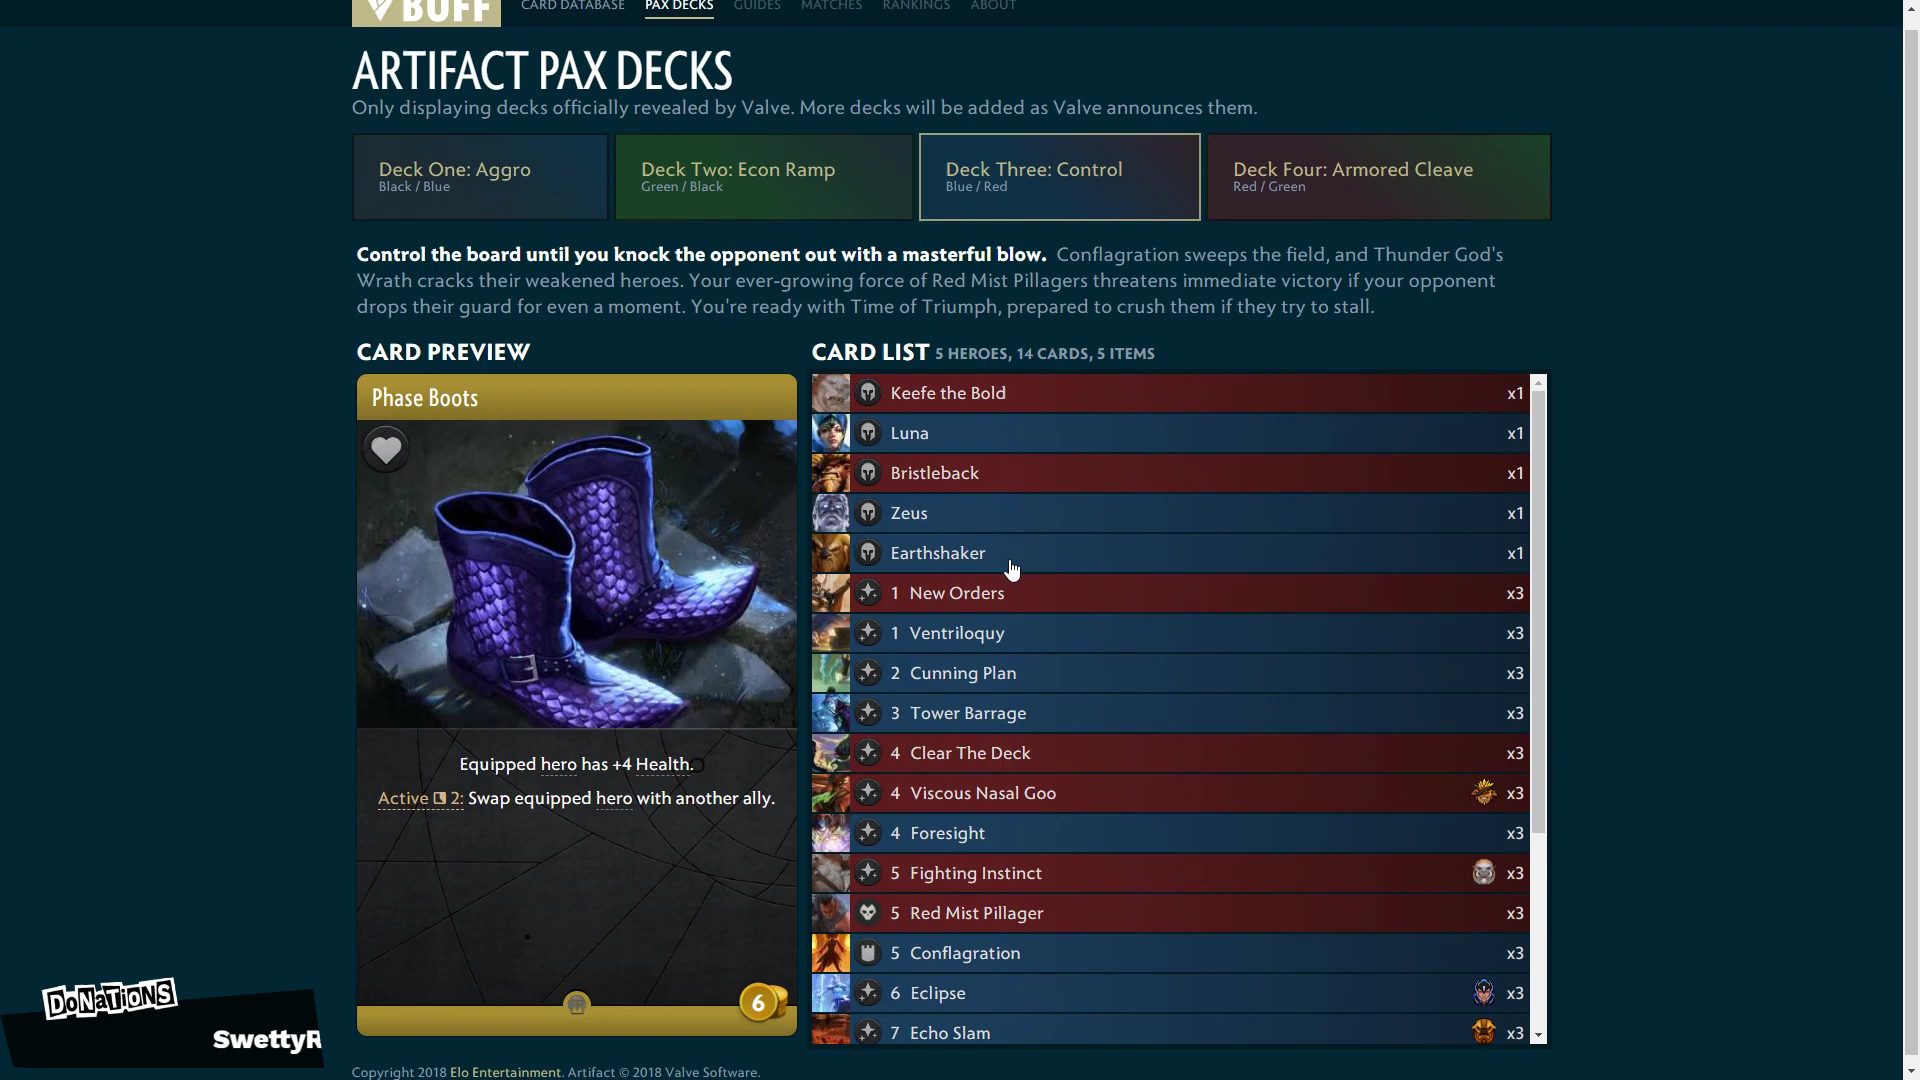 BUFF
CARD DATABASE
PAX DECKS
GUIDES
MATCHES
RANKINGS
ABOUT
ARTIFACT PAX DECKS
Only displaying decks officially revealed by Valve. More decks will be added as Valve announces them.
Deck One: Aggro
Black / Blue
Deck Two: Econ Ramp
Green / Black
Deck Three: Control
Blue / Red
Deck Four: Armored Cleave
Red / Green
Control the board until you knock the opponent out with a masterful blow. Conflagration sweeps the field, and Thunder God's
Wrath cracks their weakened heroes. Your ever-growing force of Red Mist Pillagers threatens immediate victory if your opponent
drops their guard for even a moment. You're ready with Time of Triumph, prepared to crush them if they try to stall.
CARD PREVIEW
Phase Boots
Equipped hero has +4 Health.
Active 2: Swap equipped hero with another ally.
6
CARD LIST 5 HEROES, 14 CARDS, 5 ITEMS
Keefe the Bold x1
Luna x1
Bristleback x1
Zeus x1
Earthshaker x1
1 New Orders x3
1 Ventriloquy x3
2 Cunning Plan x3
3 Tower Barrage x3
4 Clear The Deck x3
4 Viscous Nasal Goo x3
4 Foresight x3
5 Fighting Instinct x3
5 Red Mist Pillager x3
5 Conflagration x3
6 Eclipse x3
7 Echo Slam x3
DONATIONS
SwettyR
Copyright 2018 Elo Entertainment. Artifact © 2018 Valve Software.